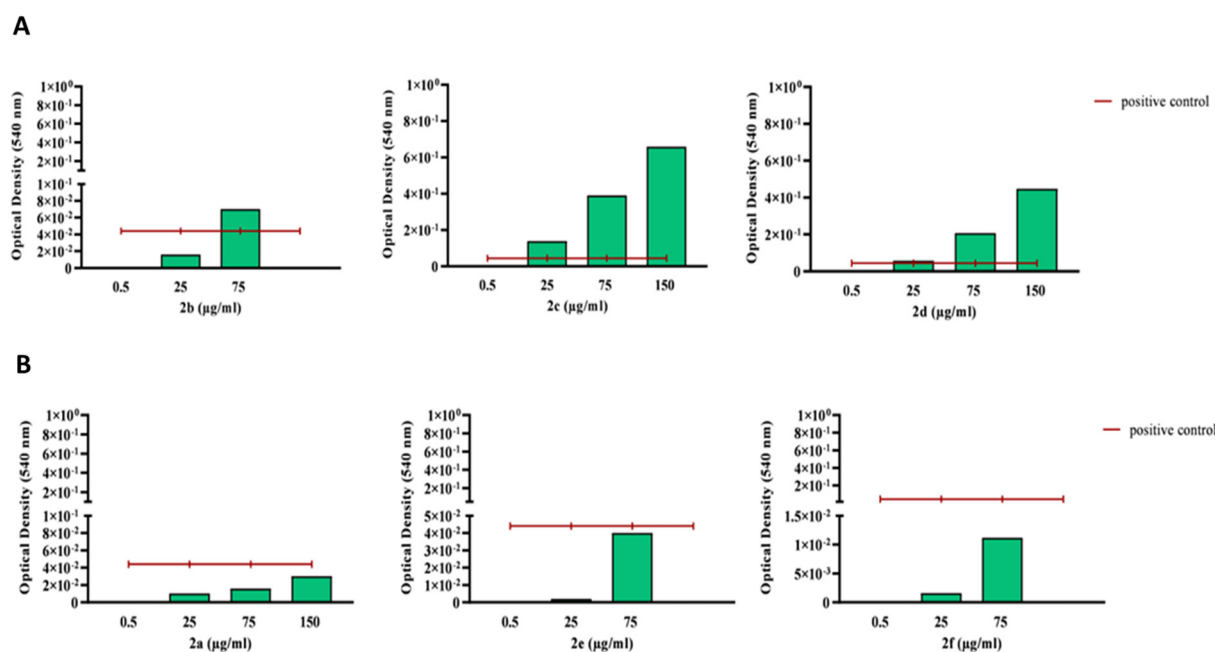 A
Optical Density (540 nm)
1×10⁰
8×10⁻¹
6×10⁻¹
4×10⁻¹
2×10⁻¹
1×10⁻¹
8×10⁻²
6×10⁻²
4×10⁻²
2×10⁻²
0
0.5 25 75
2b (µg/ml)
Optical Density (540 nm)
1×10⁰
8×10⁻¹
6×10⁻¹
4×10⁻¹
2×10⁻¹
0
0.5 25 75 150
2c (µg/ml)
Optical Density (540 nm)
1×10⁰
8×10⁻¹
6×10⁻¹
4×10⁻¹
2×10⁻¹
0
0.5 25 75 150
2d (µg/ml)
positive control
B
Optical Density (540 nm)
1×10⁰
8×10⁻¹
6×10⁻¹
4×10⁻¹
2×10⁻¹
1×10⁻¹
8×10⁻²
6×10⁻²
4×10⁻²
2×10⁻²
0
0.5 25 75 150
2a (µg/ml)
Optical Density (540 nm)
1×10⁰
8×10⁻¹
6×10⁻¹
4×10⁻¹
2×10⁻¹
5×10⁻²
4×10⁻²
3×10⁻²
2×10⁻²
1×10⁻²
0
0.5 25 75
2e (µg/ml)
Optical Density (540 nm)
1×10⁰
8×10⁻¹
6×10⁻¹
4×10⁻¹
2×10⁻¹
1.5×10⁻²
1×10⁻²
5×10⁻³
0
0.5 25 75
2f (µg/ml)
positive control